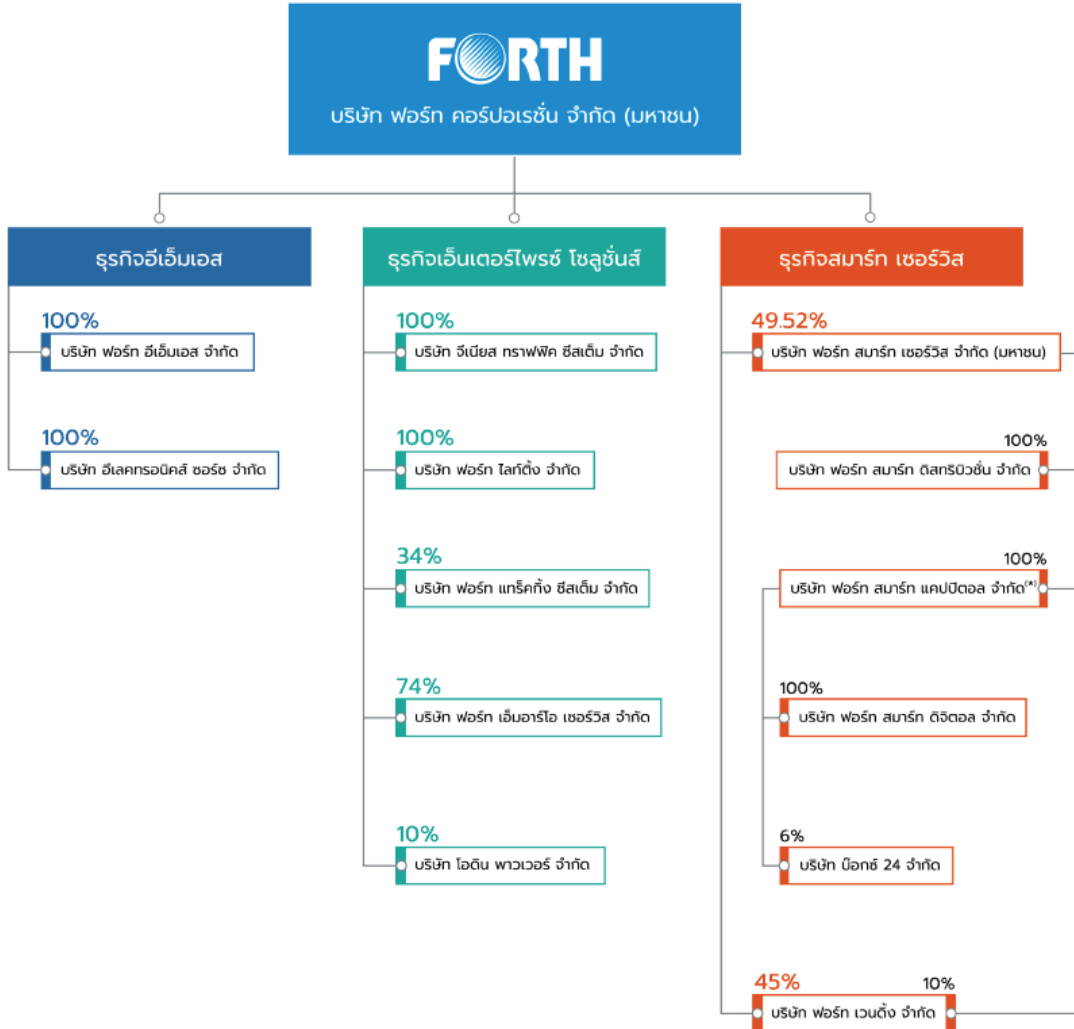 FORTH
บริษัท ฟอร์ท คอร์ปอเรชั่น จำกัด (มหาชน)
ธุรกิจอีเอ็มเอส
100%
บริษัท ฟอร์ท อีเอ็มเอส จำกัด
100%
บริษัท อีเลคทรอนิคส์ ซอร์ซ จำกัด
ธุรกิจเอ็นเตอร์ไพรซ์ โซลูชั่นส์
100%
บริษัท จีเนียส ทราฟฟิค ซีสเต็ม จำกัด
100%
บริษัท ฟอร์ท ไลท์ติ้ง จำกัด
34%
บริษัท ฟอร์ท แทร็คกิ้ง ซีสเต็ม จำกัด
74%
บริษัท ฟอร์ท เอ็มอาร์โอ เซอร์วิส จำกัด
10%
บริษัท โอดิน พาวเวอร์ จำกัด
ธุรกิจสมาร์ท เซอร์วิส
49.52%
บริษัท ฟอร์ท สมาร์ท เซอร์วิส จำกัด (มหาชน)
100%
บริษัท ฟอร์ท สมาร์ท ดิสทริบิวชั่น จำกัด
100%
บริษัท ฟอร์ท สมาร์ท แคปปิตอล จำกัด(*)
100%
บริษัท ฟอร์ท สมาร์ท ดิจิตอล จำกัด
6%
บริษัท บ๊อกซ์ 24 จำกัด
45% 10%
บริษัท ฟอร์ท เวนดิ้ง จำกัด